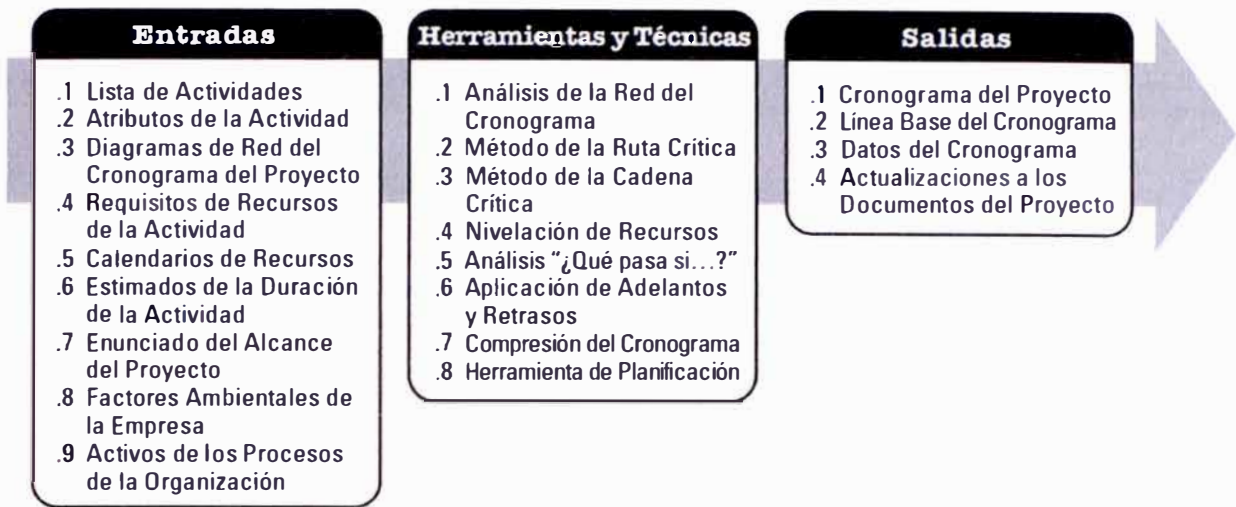 Entradas
.1 Lista de Actividades
.2 Atributos de la Actividad
.3 Diagramas de Red del
Cronograma del Proyecto
.4 Requisitos de Recursos
de la Actividad
.5 Calendarios de Recursos
.6 Estimados de la Duración
de la Actividad
.7 Enunciado del Alcance
del Proyecto
.8 Factores Ambientales de
la Empresa
.9 Activos de los Procesos
de la Organización
Herramientas y Técnicas
.1 Análisis de la Red del
Cronograma
.2 Método de la Ruta Crítica
.3 Método de la Cadena
Crítica
.4 Nivelación de Recursos
.5 Análisis “¿Qué pasa si...?”
.6 Aplicación de Adelantos
y Retrasos
.7 Compresión del Cronograma
.8 Herramienta de Planificación
Salidas
.1 Cronograma del Proyecto
.2 Línea Base del Cronograma
.3 Datos del Cronograma
.4 Actualizaciones a los
Documentos del Proyecto